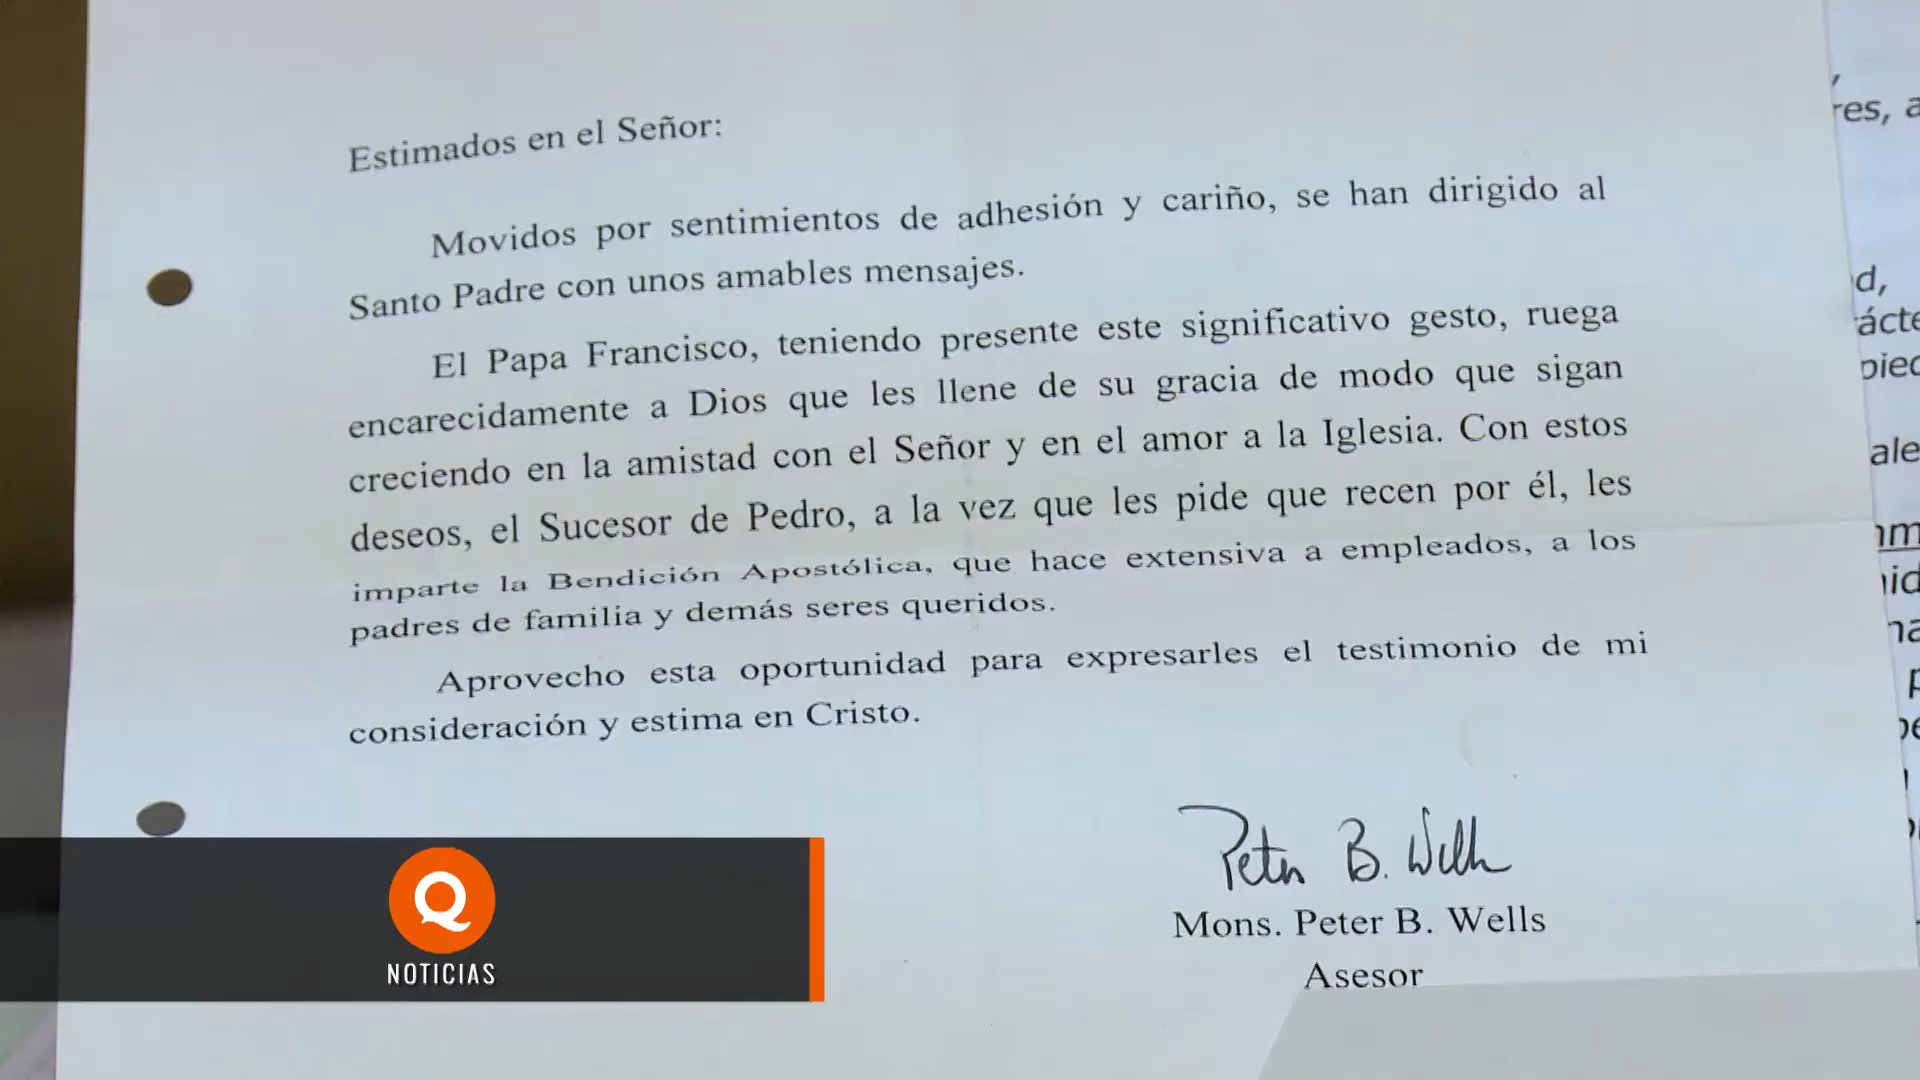 Estimados en el Señor:
Movidos por sentimientos de adhesión y cariño, se han dirigido al
Santo Padre con unos amables mensajes.
El Papa Francisco, teniendo presente este significativo gesto, ruega
encarecidamente a Dios que les llene de su gracia de modo que sigan
creciendo en la amistad con el Señor y en el amor a la Iglesia. Con estos
deseos, el Sucesor de Pedro, a la vez que les pide que recen por él, les
imparte la Bendición Apostólica, que hace extensiva a empleados, a los
padres de familia y demás seres queridos.
Aprovecho esta oportunidad para expresarles el testimonio de mi
consideración y estima en Cristo.
Peter B. Wells
Mons. Peter B. Wells
Asesor
Q
NOTICIAS